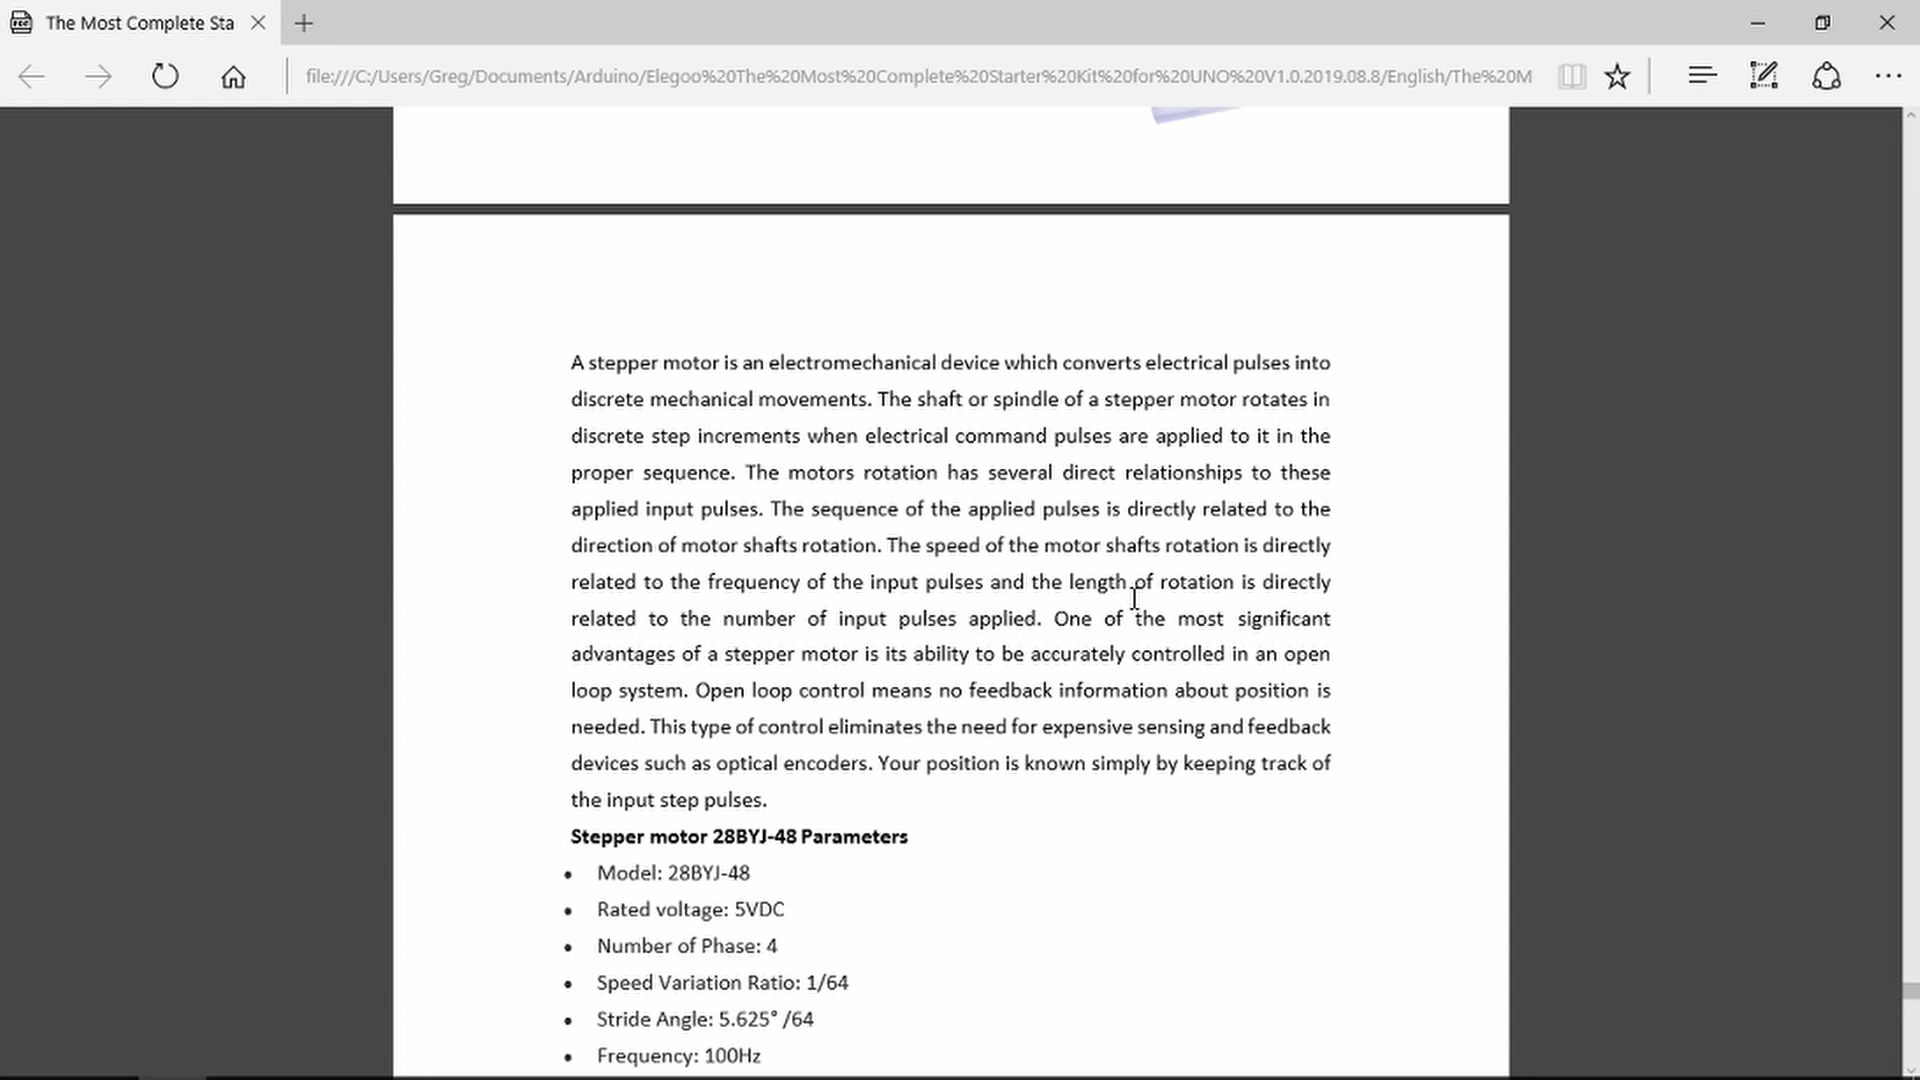 The Most Complete Sta
file:///C:/Users/Greg/Documents/Arduino/Elegoo%20The%20Most%20Complete%20Starter%20Kit%20for%20UNO%20V1.0.2019.08.8/English/The%20M
A stepper motor is an electromechanical device which converts electrical pulses into
discrete mechanical movements. The shaft or spindle of a stepper motor rotates in
discrete step increments when electrical command pulses are applied to it in the
proper sequence. The motors rotation has several direct relationships to these
applied input pulses. The sequence of the applied pulses is directly related to the
direction of motor shafts rotation. The speed of the motor shafts rotation is directly
related to the frequency of the input pulses and the length of rotation is directly
related to the number of input pulses applied. One of the most significant
advantages of a stepper motor is its ability to be accurately controlled in an open
loop system. Open loop control means no feedback information about position is
needed. This type of control eliminates the need for expensive sensing and feedback
devices such as optical encoders. Your position is known simply by keeping track of
the input step pulses.
Stepper motor 28BYJ-48 Parameters
• Model: 28BYJ-48
• Rated voltage: 5VDC
• Number of Phase: 4
• Speed Variation Ratio: 1/64
• Stride Angle: 5.625° /64
• Frequency: 100Hz